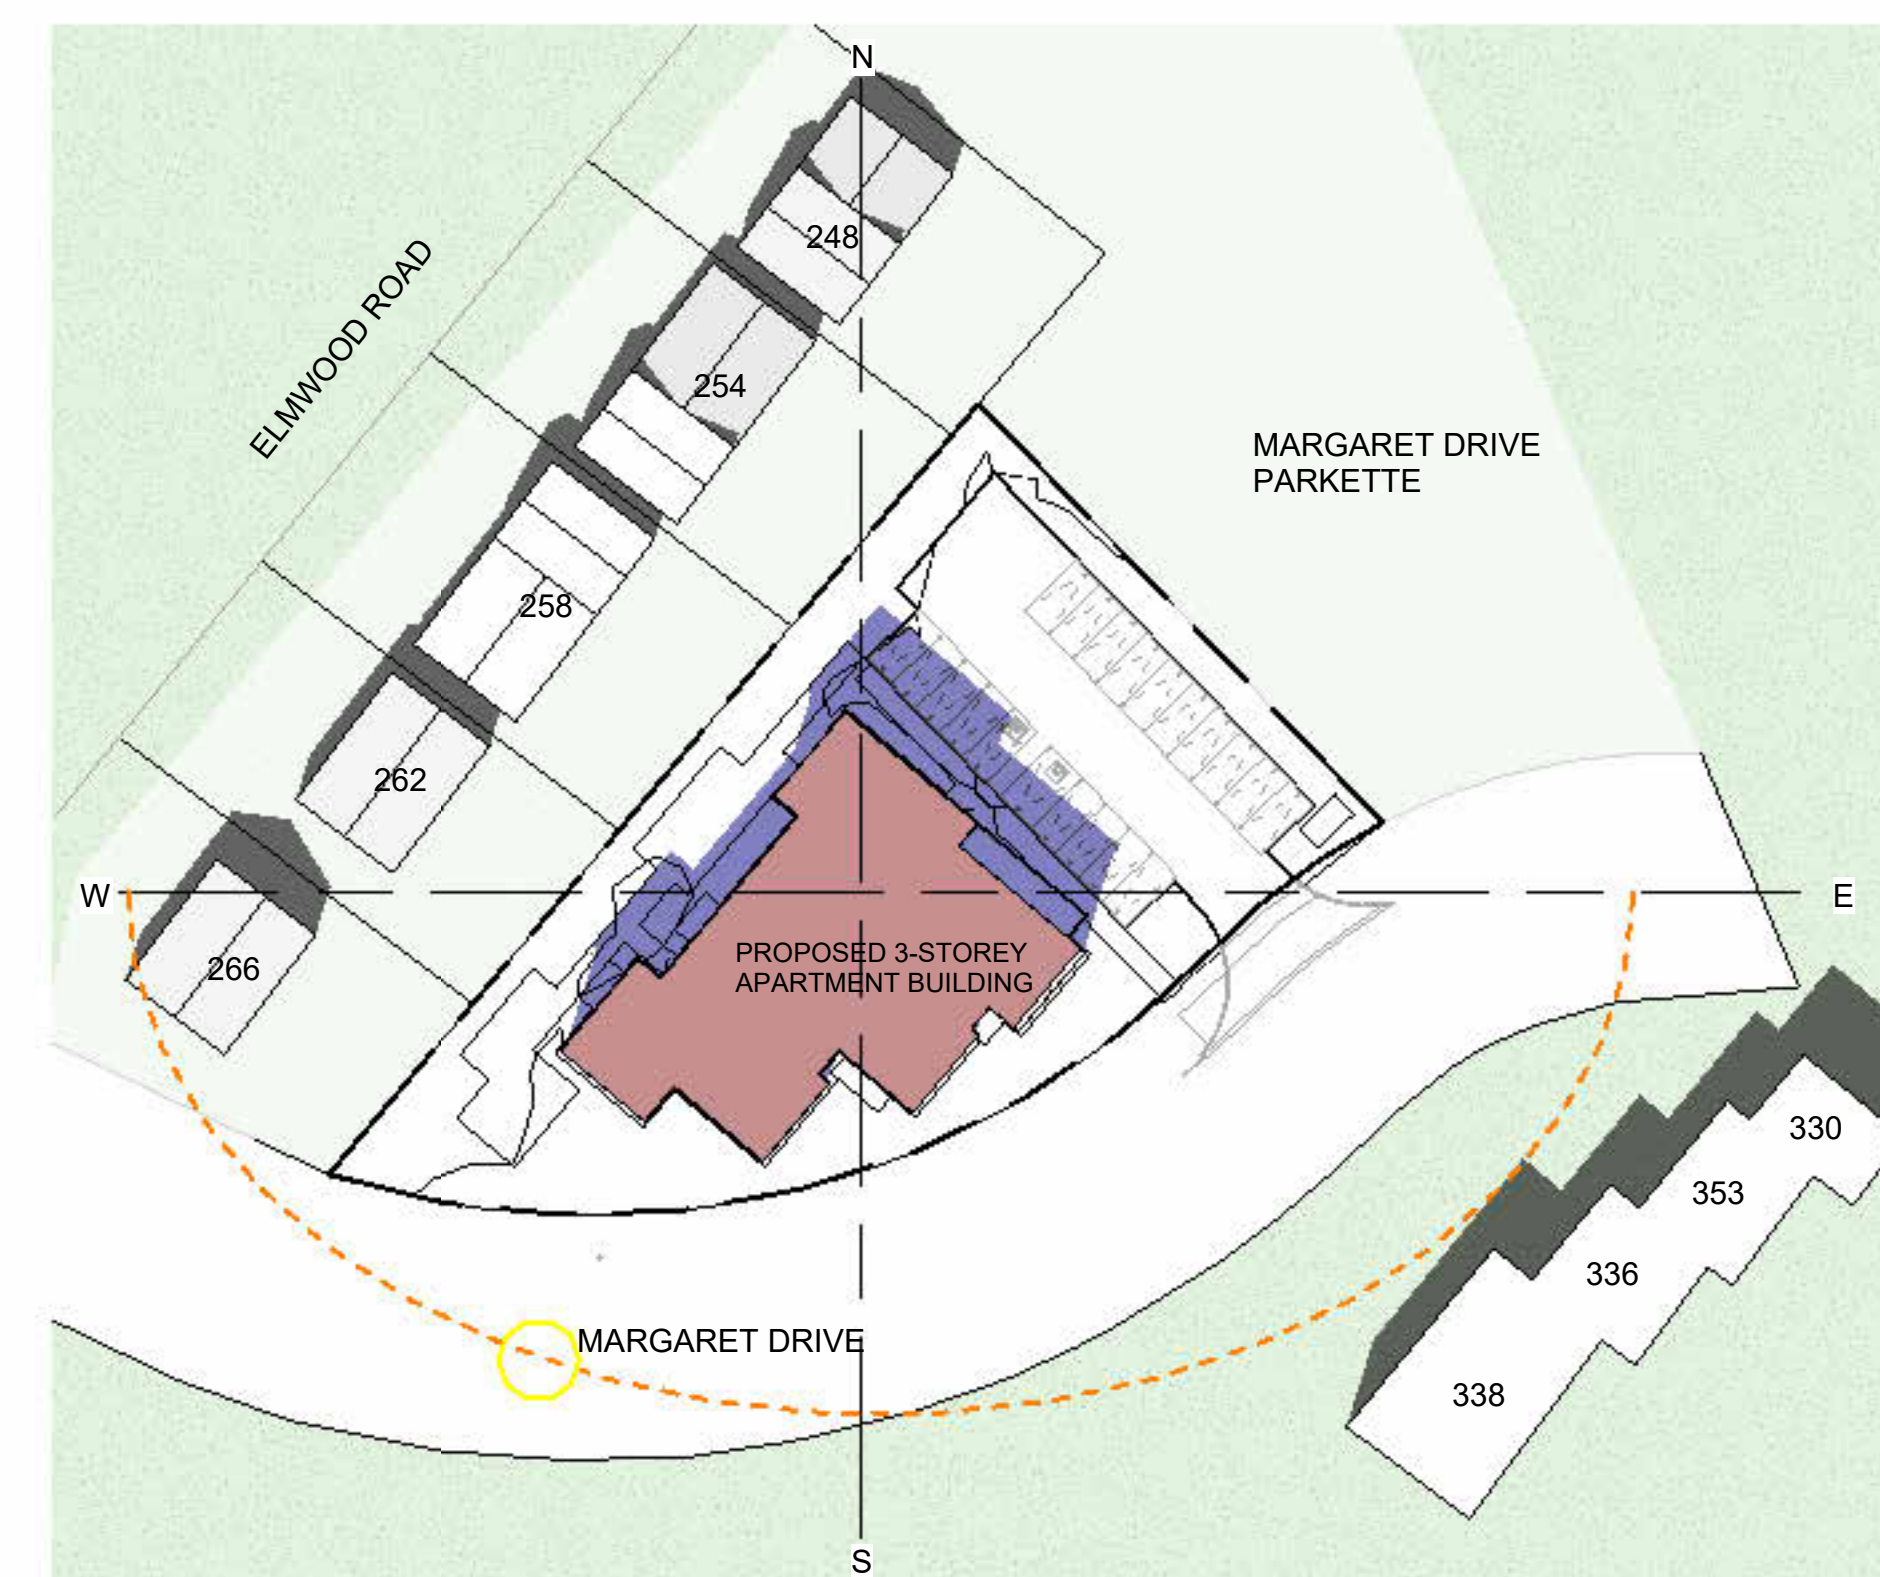 N
248
ELMWOOD ROAD
254
MARGARET DRIVE
PARKETTE
258
262
W
E
266
PROPOSED 3-STOREY
APARTMENT BUILDING
330
353
336
MARGARET DRIVE
338
S